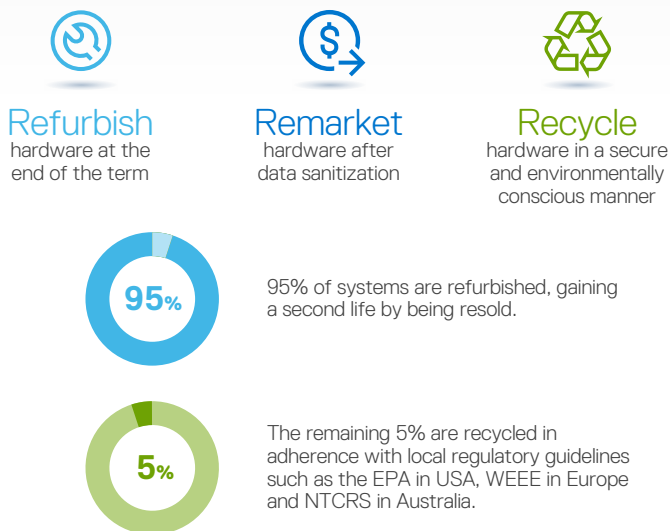 Refurbish
hardware at the
end of the term
Remarket
hardware after
data sanitization
Recycle
hardware in a secure
and environmentally
conscious manner
95%
95% of systems are refurbished, gaining
a second life by being resold.
5%
The remaining 5% are recycled in
adherence with local regulatory guidelines
such as the EPA in USA, WEEE in Europe
and NTCRS in Australia.